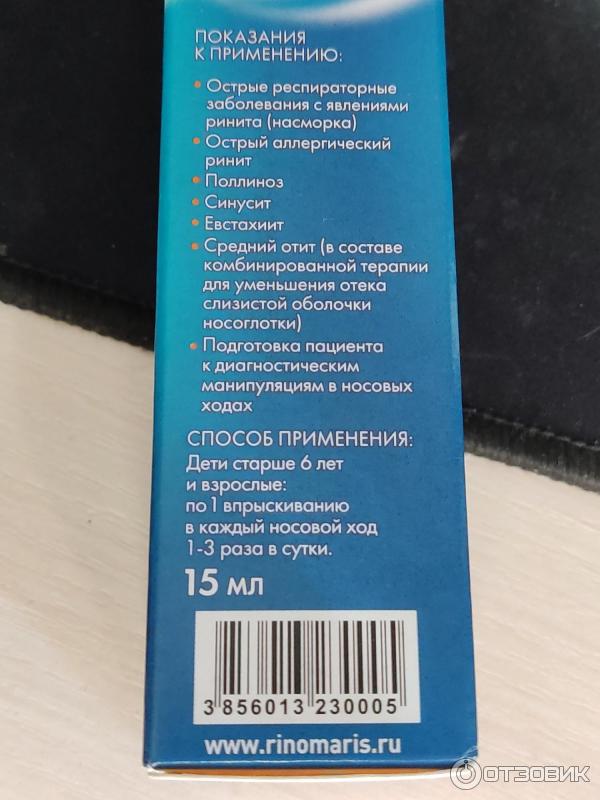 ПОКАЗАНИЯ
К ПРИМЕНЕНИЮ:
• Острые респираторные
заболевания с явлениями
ринита (насморка)
• Острый аллергический
ринит
• Поллиноз
• Синусит
• Евстахиит
• Средний отит (в составе
комбинированной терапии
для уменьшения отека
слизистой оболочки
носоглотки)
• Подготовка пациента
к диагностическим
манипуляциям в носовых
ходах
СПОСОБ ПРИМЕНЕНИЯ:
Дети старше 6 лет
и взрослые:
по 1 впрыскиванию
в каждый носовой ход
1-3 раза в сутки.
15 мл
3 856013 230005
www.rinomaris.ru
ОТЗОВИК